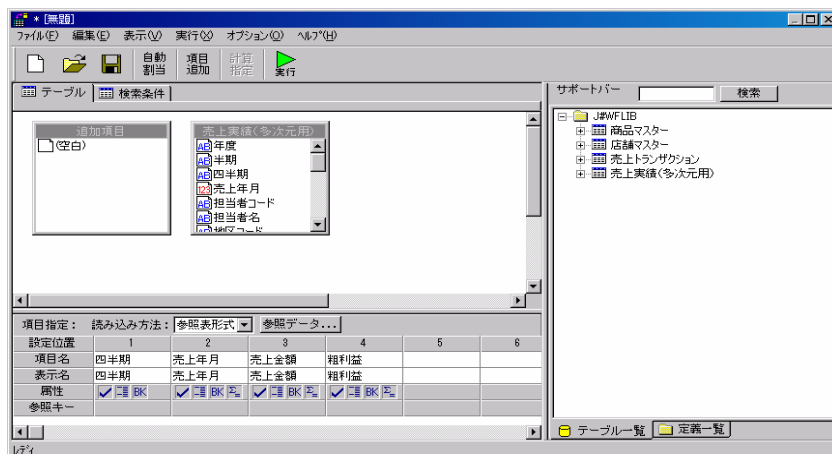 * [無題]
ファイル(F) 編集(E) 表示(V) 実行(X) オプション(O) ヘルプ(H)
自動割当 項目追加 計算指定 実行
テーブル 検索条件
追加項目
(空白)
売上実績(多次元用)
年度
半期
四半期
売上年月
担当者コード
担当者名
地区コード
サポートバー 検索
J#WFLIB
商品マスター
店舗マスター
売上トランザクション
売上実績(多次元用)
項目指定: 読み込み方法: 参照表形式 参照データ...
設定位置 1 2 3 4 5 6
項目名 四半期 売上年月 売上金額 粗利益
表示名 四半期 売上年月 売上金額 粗利益
属性 BK BK Σ BK Σ BK Σ
参照キー
テーブル一覧 定義一覧
レディ